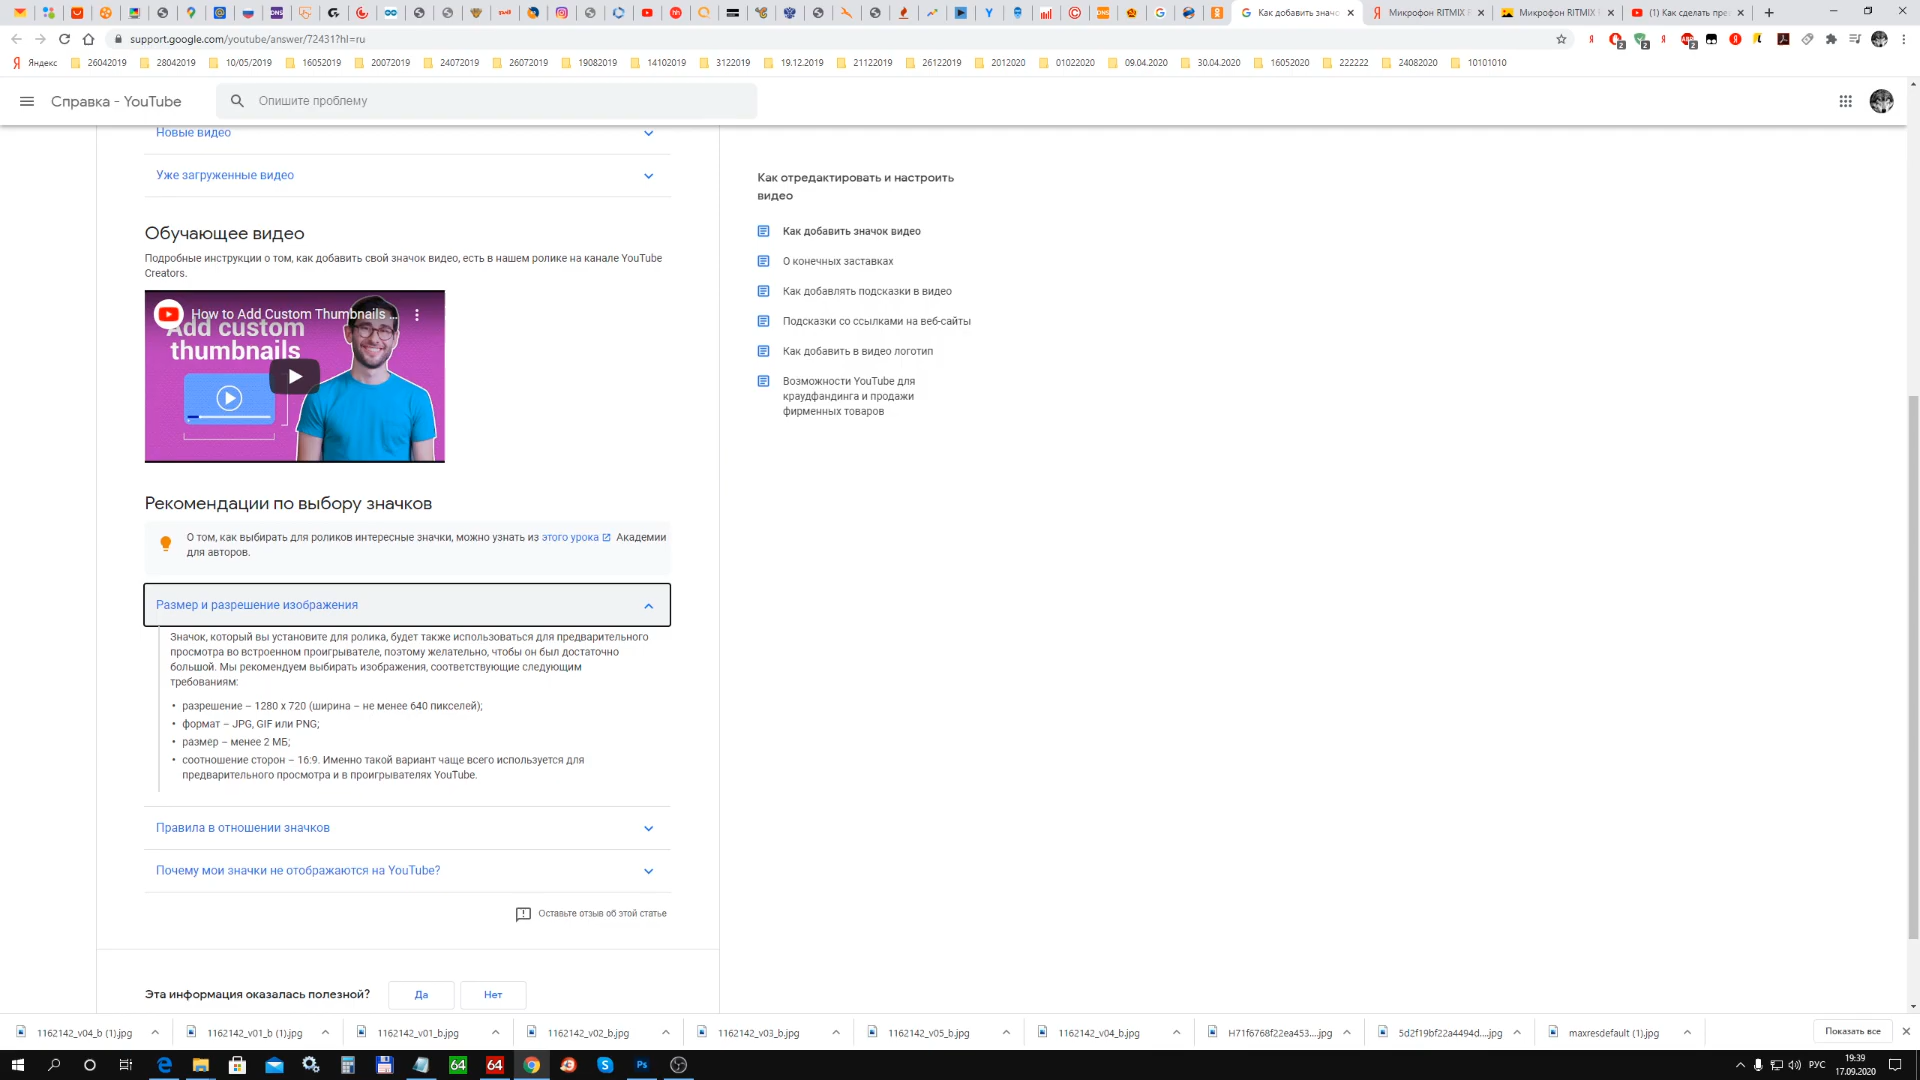 Как добавить значо
Микрофон RITMIX
Микрофон RITMIX
(1) Как сделать пре
support.google.com/youtube/answer/72431?hl=ru
Яндекс 26042019 28042019 10/05/2019 16052019 20072019 24072019 26072019 19082019 14102019 3122019 19.12.2019 21122019 26122019 2012020 01022020 09.04.2020 30.04.2020 16052020 222222 24082020 10101010
Справка - YouTube
Опишите проблему
Новые видео
Уже загруженные видео
Обучающее видео
Подробные инструкции о том, как добавить свой значок видео, есть в нашем ролике на канале YouTube
Creators.
How to Add Custom Thumbnails ...
Add custom
thumbnails
Рекомендации по выбору значков
О том, как выбирать для роликов интересные значки, можно узнать из этого урока Академии
для авторов.
Размер и разрешение изображения
Значок, который вы установите для ролика, будет также использоваться для предварительного
просмотра во встроенном проигрывателе, поэтому желательно, чтобы он был достаточно
большой. Мы рекомендуем выбирать изображения, соответствующие следующим
требованиям:
• разрешение – 1280 x 720 (ширина – не менее 640 пикселей);
• формат – JPG, GIF или PNG;
• размер – менее 2 МБ;
• соотношение сторон – 16:9. Именно такой вариант чаще всего используется для
предварительного просмотра и в проигрывателях YouTube.
Правила в отношении значков
Почему мои значки не отображаются на YouTube?
Оставьте отзыв об этой статье
Эта информация оказалась полезной?
Да
Нет
Как отредактировать и настроить
видео
Как добавить значок видео
О конечных заставках
Как добавлять подсказки в видео
Подсказки со ссылками на веб-сайты
Как добавить в видео логотип
Возможности YouTube для
краудфандинга и продажи
фирменных товаров
1162142_v04_b (1).jpg
1162142_v01_b (1).jpg
1162142_v01_b.jpg
1162142_v02_b.jpg
1162142_v03_b.jpg
1162142_v05_b.jpg
1162142_v04_b.jpg
H71f6768f22ea453....jpg
5d2f19bf22a4494d....jpg
maxresdefault (1).jpg
Показать все
64
64
Ps
РУС
19:39
17.09.2020